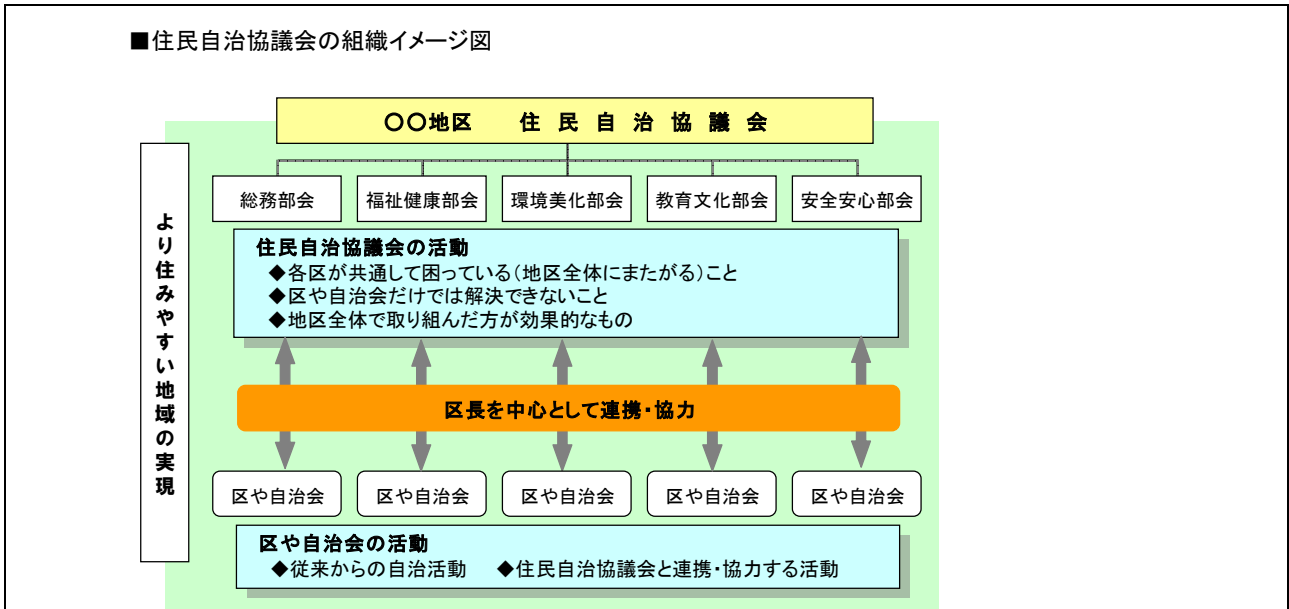 ■住民自治協議会の組織イメージ図
〇〇地区 住民自治協議会
より住みやすい地域の実現
総務部会
福祉健康部会
環境美化部会
教育文化部会
安全安心部会
住民自治協議会の活動
◆各区が共通して困っている(地区全体にまたがる)こと
◆区や自治会だけでは解決できないこと
◆地区全体で取り組んだ方が効果的なもの
区長を中心として連携・協力
区や自治会
区や自治会
区や自治会
区や自治会
区や自治会
区や自治会の活動
◆従来からの自治活動 ◆住民自治協議会と連携・協力する活動